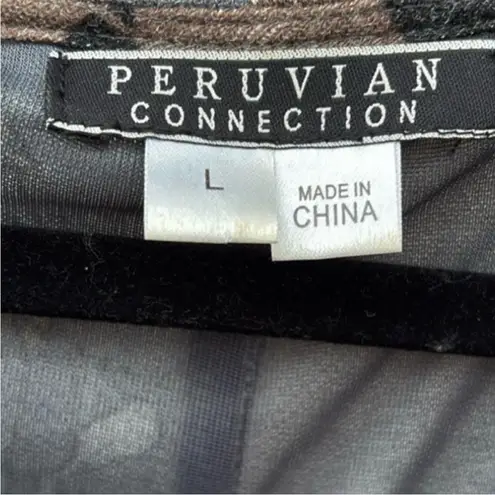 PERUVIAN
CONNECTION
L
MADE IN
CHINA